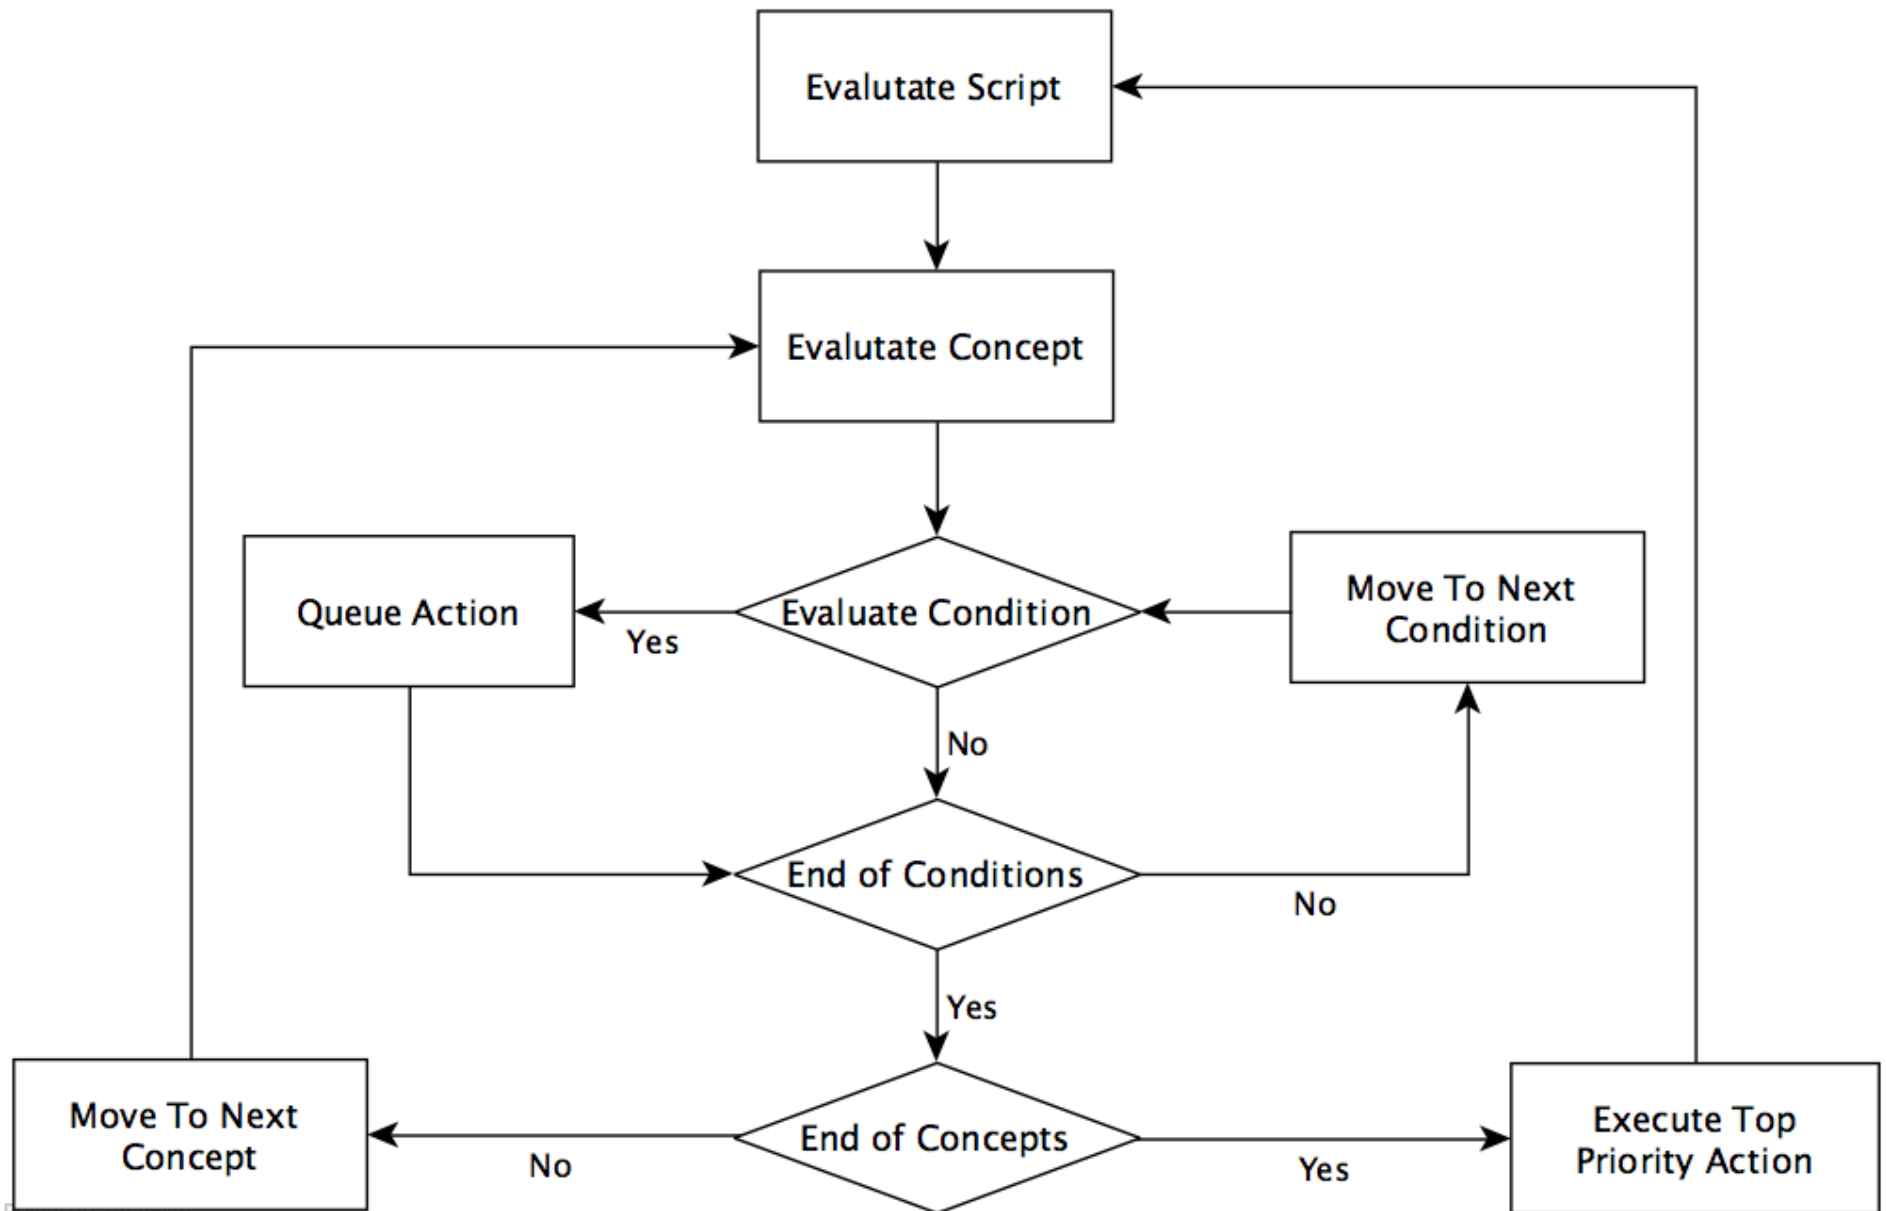 Evalutate Script
Evalutate Concept
Queue Action
Yes
Evaluate Condition
Move To Next
Condition
No
End of Conditions
No
Yes
Move To Next
Concept
No
End of Concepts
Yes
Execute Top
Priority Action